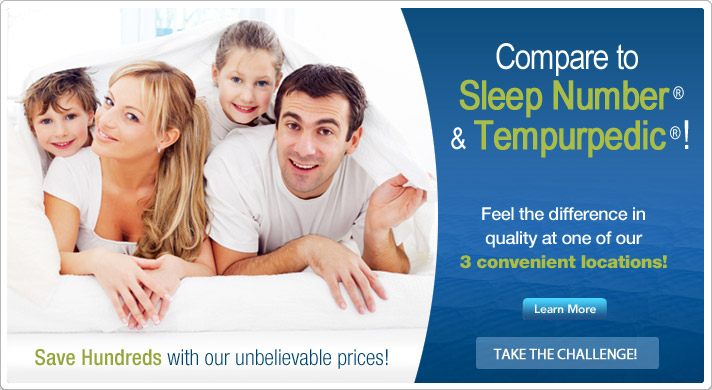 Compare to
Sleep Number®
& Tempurpedic®!
Feel the difference in
quality at one of our
3 convenient locations!
Learn More
TAKE THE CHALLENGE!
Save Hundreds with our unbelievable prices!